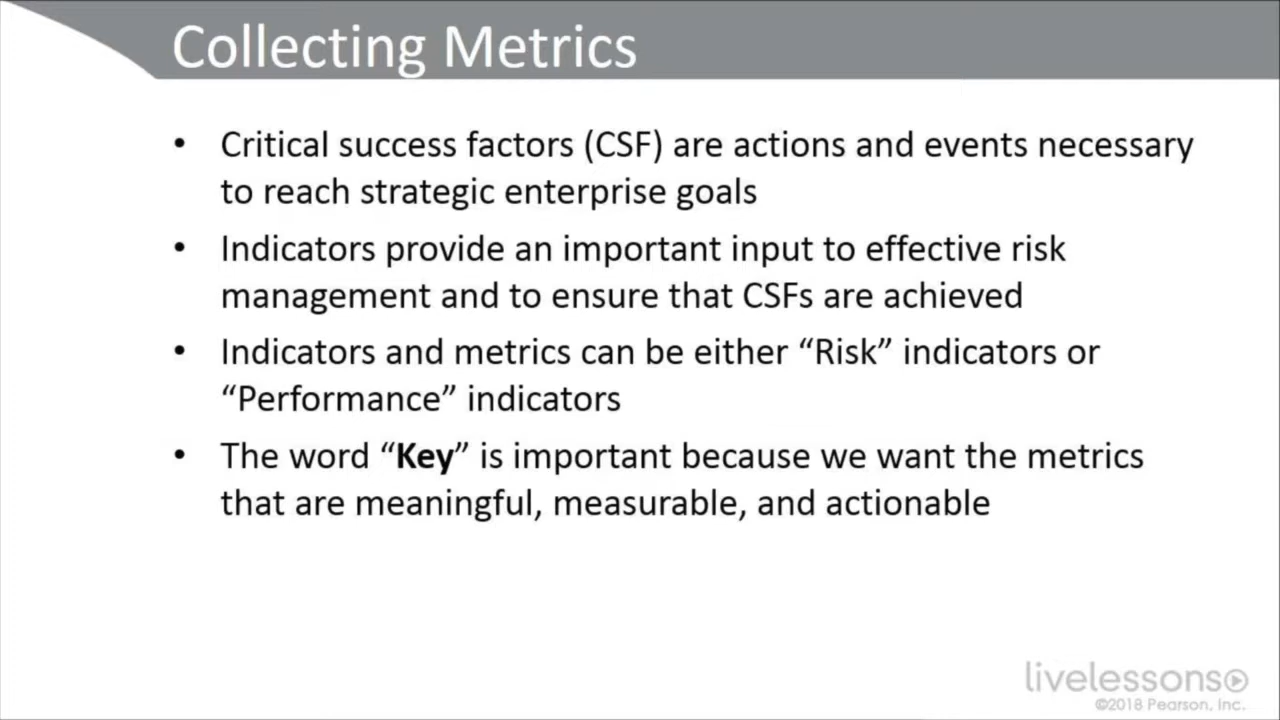 Collecting Metrics
• Critical success factors (CSF) are actions and events necessary
to reach strategic enterprise goals
• Indicators provide an important input to effective risk
management and to ensure that CSFs are achieved
• Indicators and metrics can be either “Risk” indicators or
“Performance” indicators
• The word “Key” is important because we want the metrics
that are meaningful, measurable, and actionable
livelessons
©2018 Pearson, Inc.